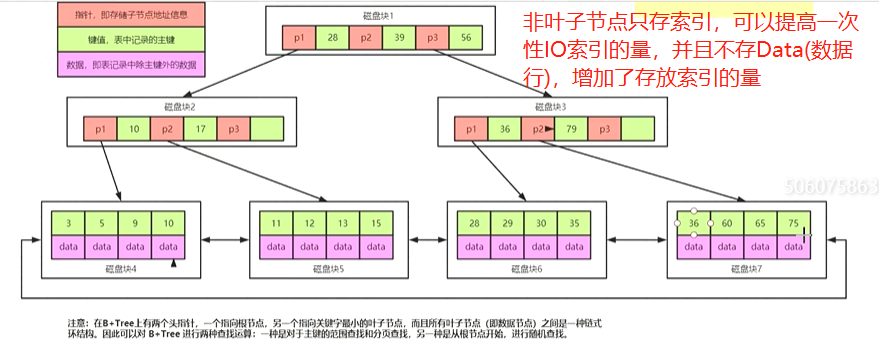 指针，即存储子节点地址信息
键值，表中记录的主键
数据，即表记录中除主键外的数据
磁盘块1
p1 28 p2 39 p3 56
非叶子节点只存索引，可以提高一次
性IO索引的量，并且不存Data(数据
行)，增加了存放索引的量
磁盘块2
p1 10 p2 17 p3
磁盘块3
p1 36 p2 79 p3
506075863
3 5 9 10
data data data data
磁盘块4
11 12 13 15
data data data data
磁盘块5
28 29 30 35
data data data data
磁盘块6
36 60 65 75
data data data data
磁盘块7
注意：在B+Tree上有两个头指针，一个指向根节点，另一个指向关键字最小的叶子节点，而且所有叶子节点（即数据节点）之间是一种链式
环结构。因此可以对 B+Tree 进行两种查找运算：一种是对于主键的范围查找和分页查找，另一种是从根节点开始，进行随机查找。